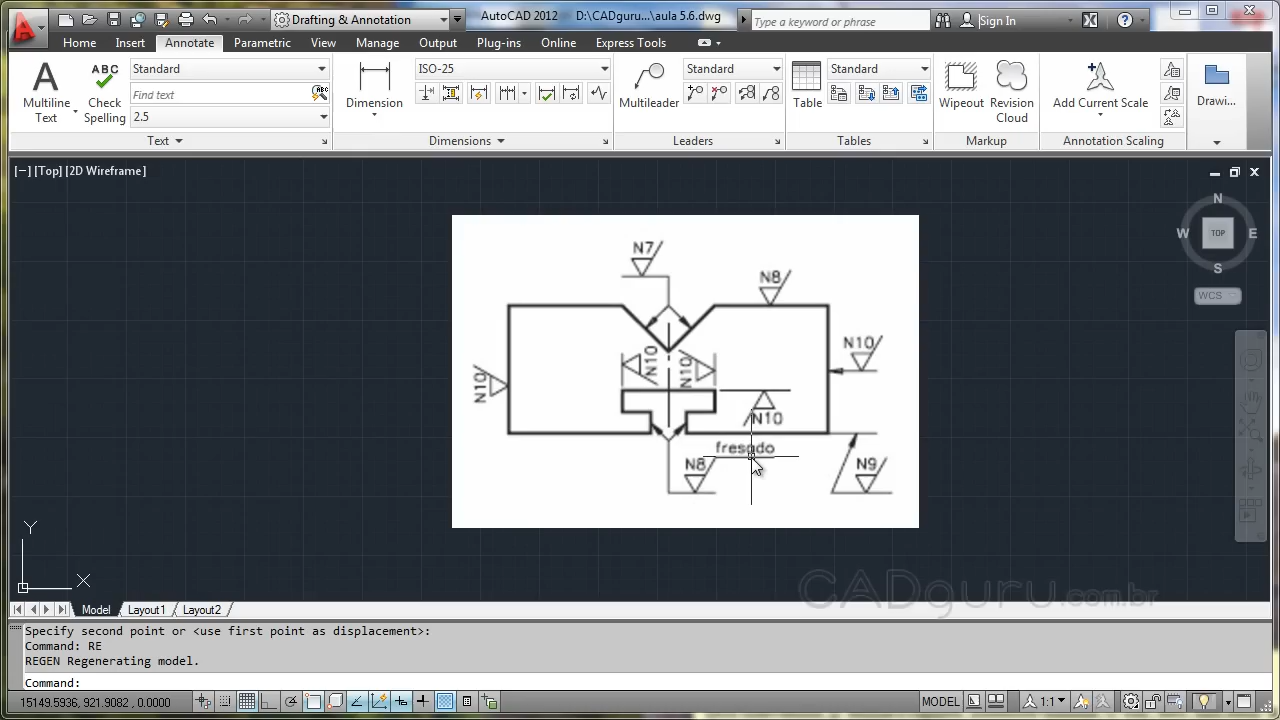 Drafting & Annotation
AutoCAD 2012 D:\CADguru...\aula 5.6.dwg
Type a keyword or phrase
Sign In
Home Insert Annotate Parametric View Manage Output Plug-ins Online Express Tools
Multiline Text
Check Spelling
Standard
Find text
2.5
Text
Dimension
ISO-25
Dimensions
Multileader
Standard
Leaders
Table
Standard
Tables
Wipeout
Revision Cloud
Markup
Add Current Scale
Annotation Scaling
Drawi...
[−] [Top] [2D Wireframe]
N
W TOP E
S
WCS
N7
N8
N10
N10
N10
N10
N10
fresado
N8
N9
Y
X
CADguru.com.br
Model Layout1 Layout2
Specify second point or <use first point as displacement>:
Command: RE
REGEN Regenerating model.
Command:
15149.5936, 921.9082, 0.0000
MODEL
1:1